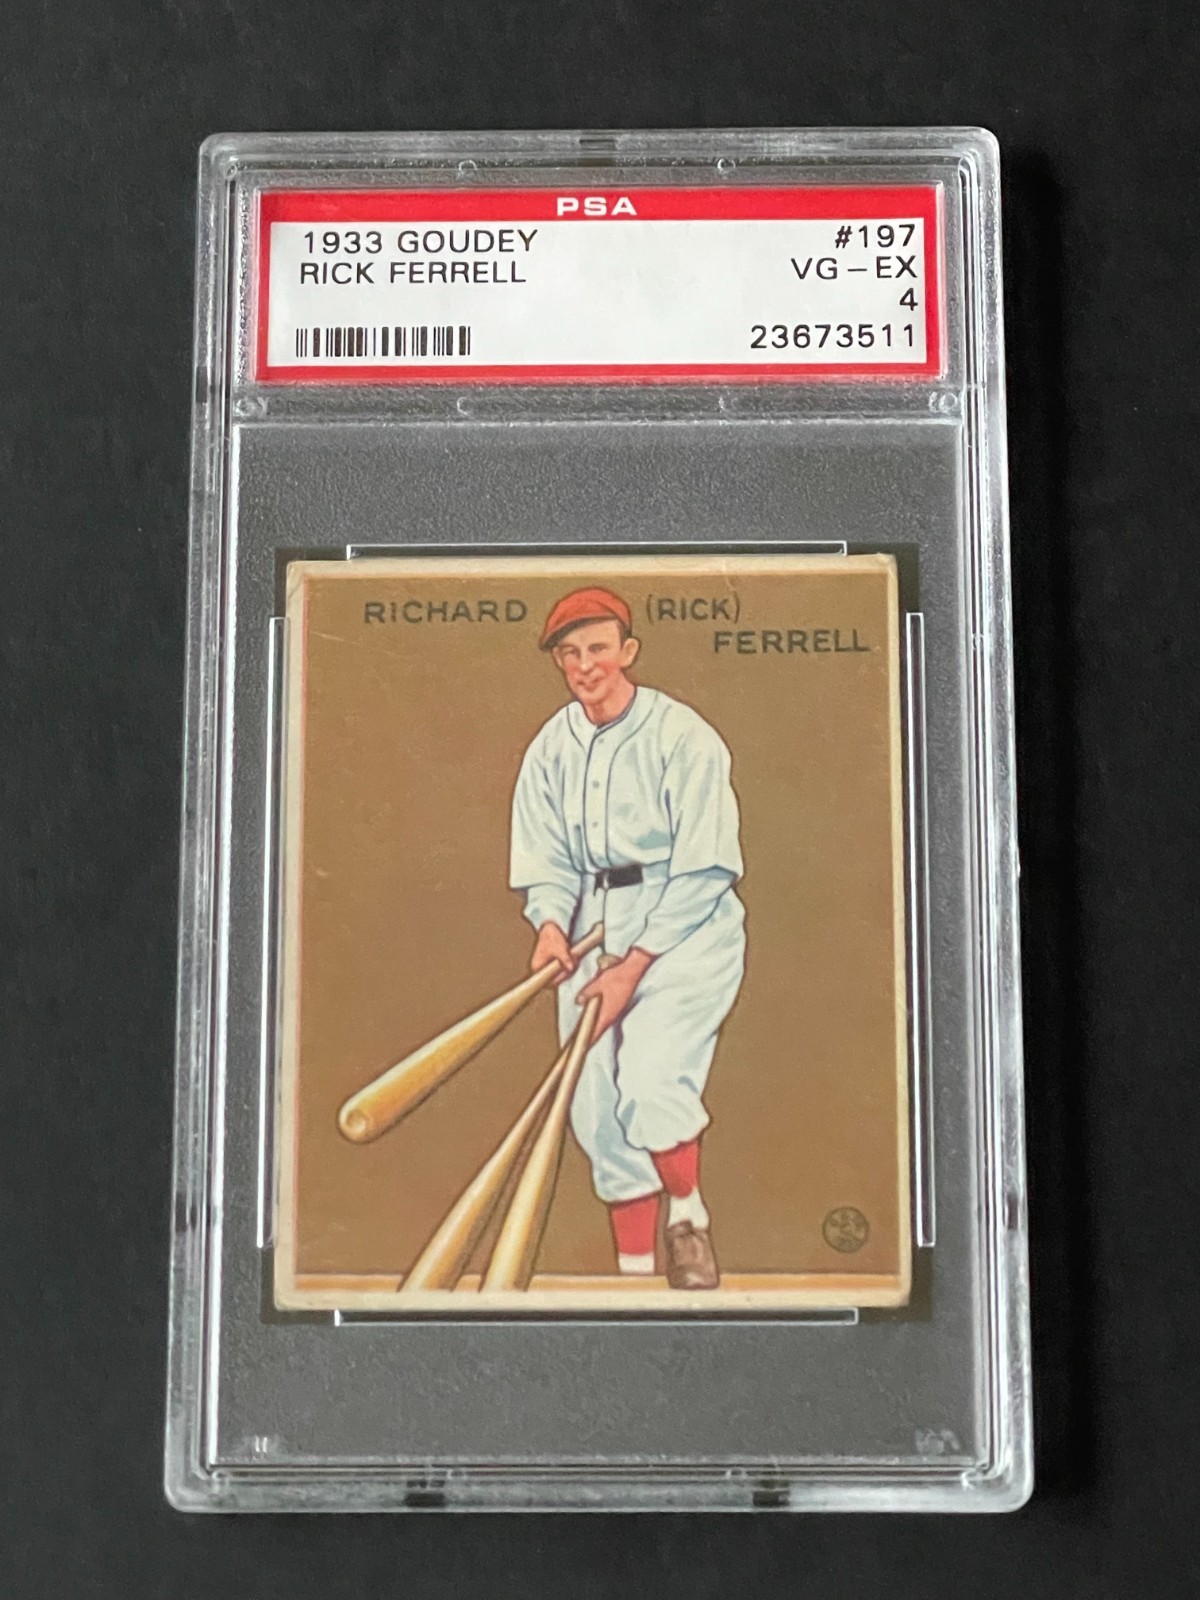 PSA
1933 GOUDEY #197
RICK FERRELL VG-EX
4
23673511
RICHARD (RICK)
FERRELL